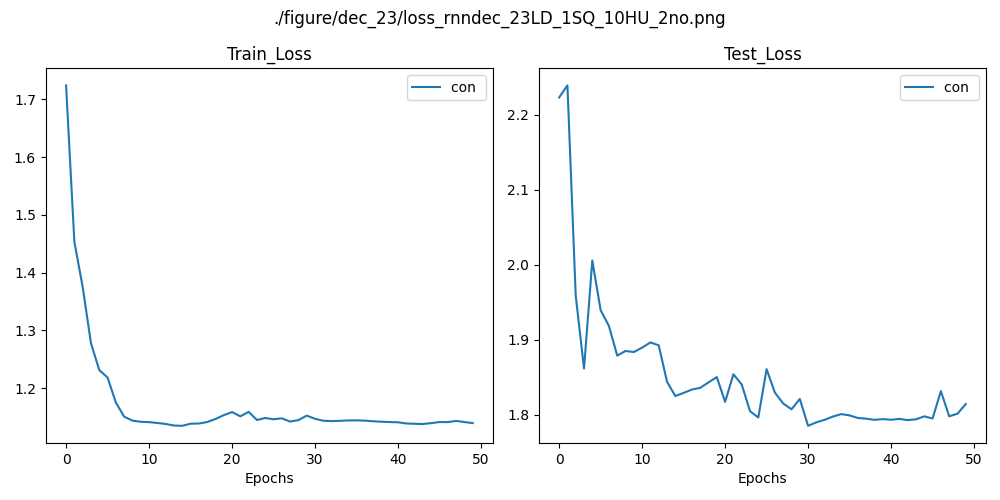 ./figure/dec_23/loss_rnndec_23LD_1SQ_10HU_2no.png
Train_Loss
con
1.7
1.6
1.5
1.4
1.3
1.2
0 10 20 30 40 50
Epochs
Test_Loss
con
2.2
2.1
2.0
1.9
1.8
0 10 20 30 40 50
Epochs